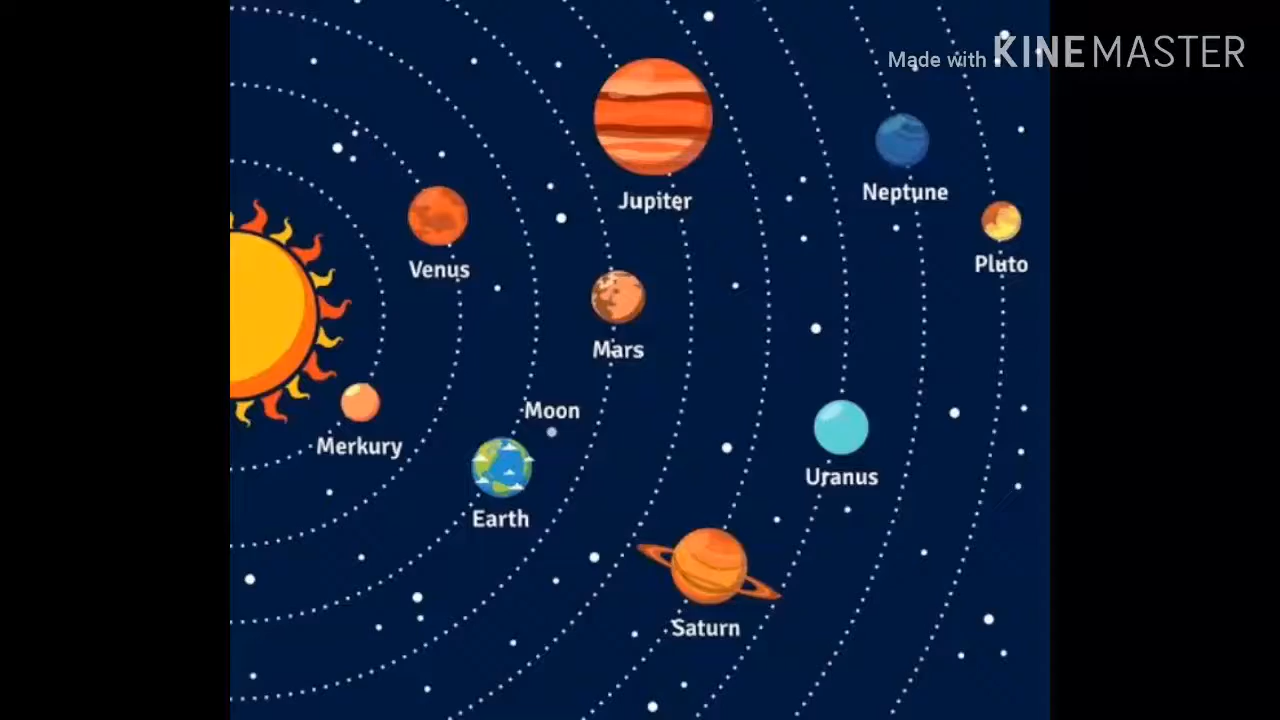 Made with KINEMASTER
Jupiter
Neptune
Venus
Pluto
Mars
Moon
Merkury
Uranus
Earth
Saturn